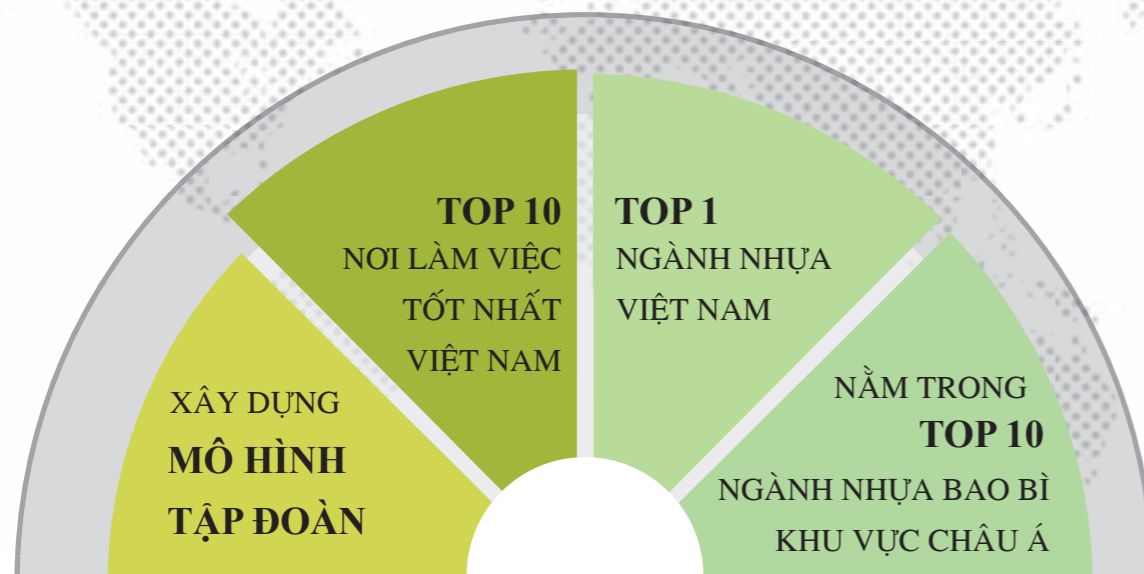 XÂY DỰNG
MÔ HÌNH
TẬP ĐOÀN
TOP 10
NƠI LÀM VIỆC
TỐT NHẤT
VIỆT NAM
TOP 1
NGÀNH NHỰA
VIỆT NAM
NẰM TRONG
TOP 10
NGÀNH NHỰA BAO BÌ
KHU VỰC CHÂU Á